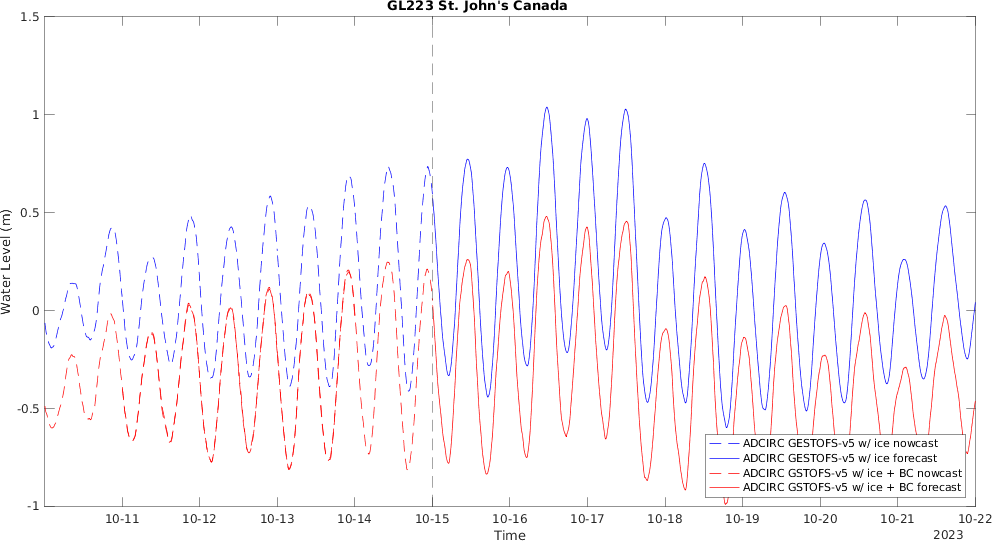 GL223 St. John's Canada
1.5
1
0.5
0
-0.5
-1
Water Level (m)
10-11 10-12 10-13 10-14 10-15 10-16 10-17 10-18 10-19 10-20 10-21 10-22
Time
2023
ADCIRC GESTOFS-v5 w/ ice nowcast
ADCIRC GESTOFS-v5 w/ ice forecast
ADCIRC GSTOFS-v5 w/ ice + BC nowcast
ADCIRC GSTOFS-v5 w/ ice + BC forecast